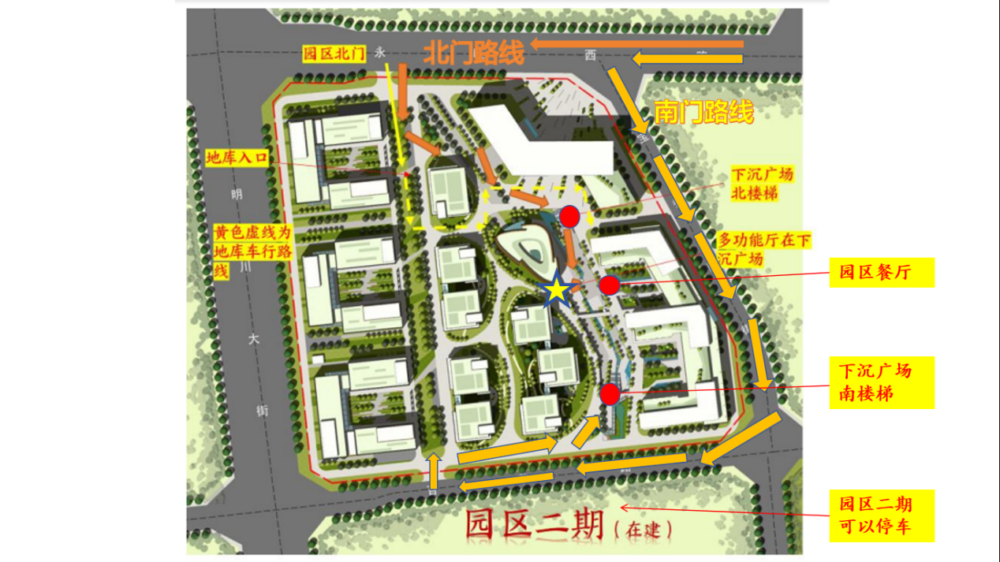 园区北门
永
北门路线
西
南门路线
地库入口
下沉广场
北楼梯
明
黄色虚线为
地库车行路
线
川
多功能厅在下
沉广场
园区餐厅
大
下沉广场
南楼梯
街
园区二期
可以停车
园区二期（在建）